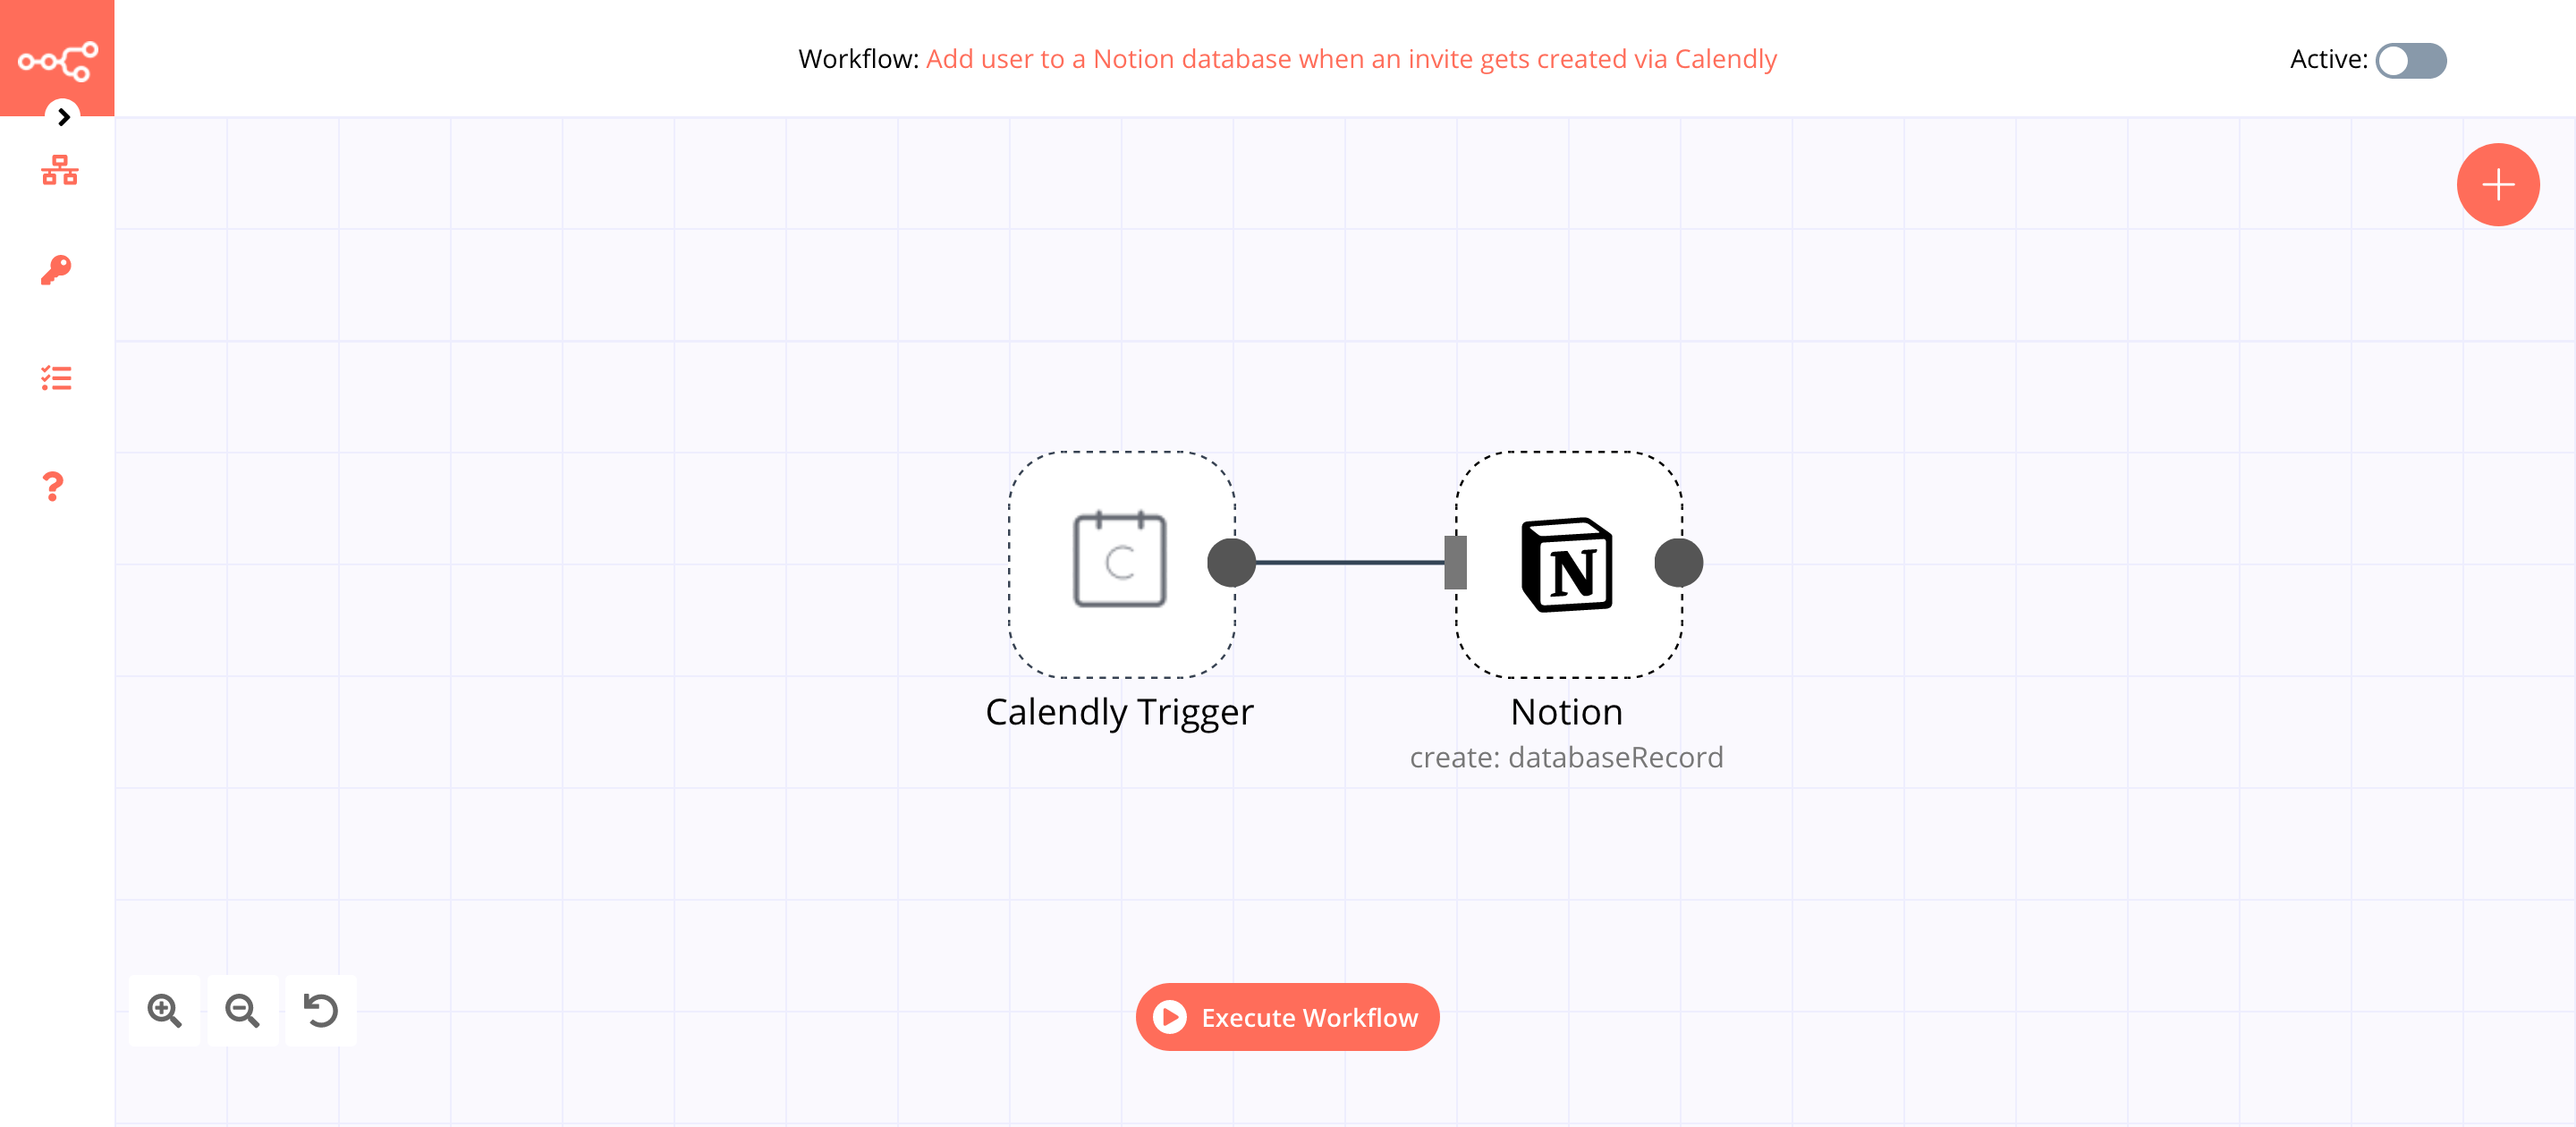 Workflow: Add user to a Notion database when an invite gets created via Calendly
Active:
C
N
Calendly Trigger
Notion
create: databaseRecord
Execute Workflow